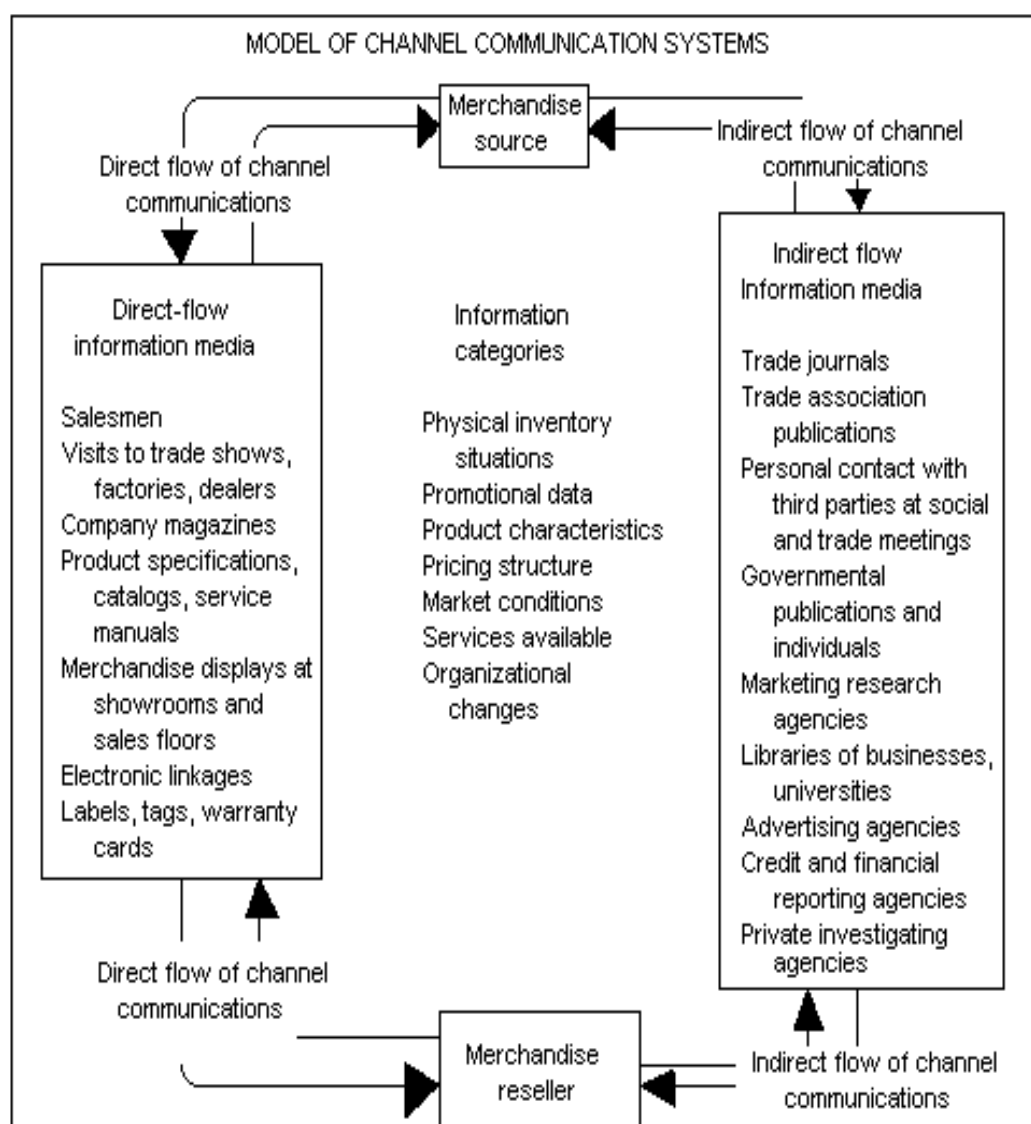 MODEL OF CHANNEL COMMUNICATION SYSTEMS
Merchandise
source
Direct flow of channel
communications
Indirect flow of channel
communications
Direct-flow
information media
Salesmen
Visits to trade shows,
factories, dealers
Company magazines
Product specifications,
catalogs, service
manuals
Merchandise displays at
showrooms and
sales floors
Electronic linkages
Labels, tags, warranty
cards
Information
categories
Physical inventory
situations
Promotional data
Product characteristics
Pricing structure
Market conditions
Services available
Organizational
changes
Indirect flow
Information media
Trade journals
Trade association
publications
Personal contact with
third parties at social
and trade meetings
Governmental
publications and
individuals
Marketing research
agencies
Libraries of businesses,
universities
Advertising agencies
Credit and financial
reporting agencies
Private investigating
agencies
Direct flow of channel
communications
Merchandise
reseller
Indirect flow of channel
communications